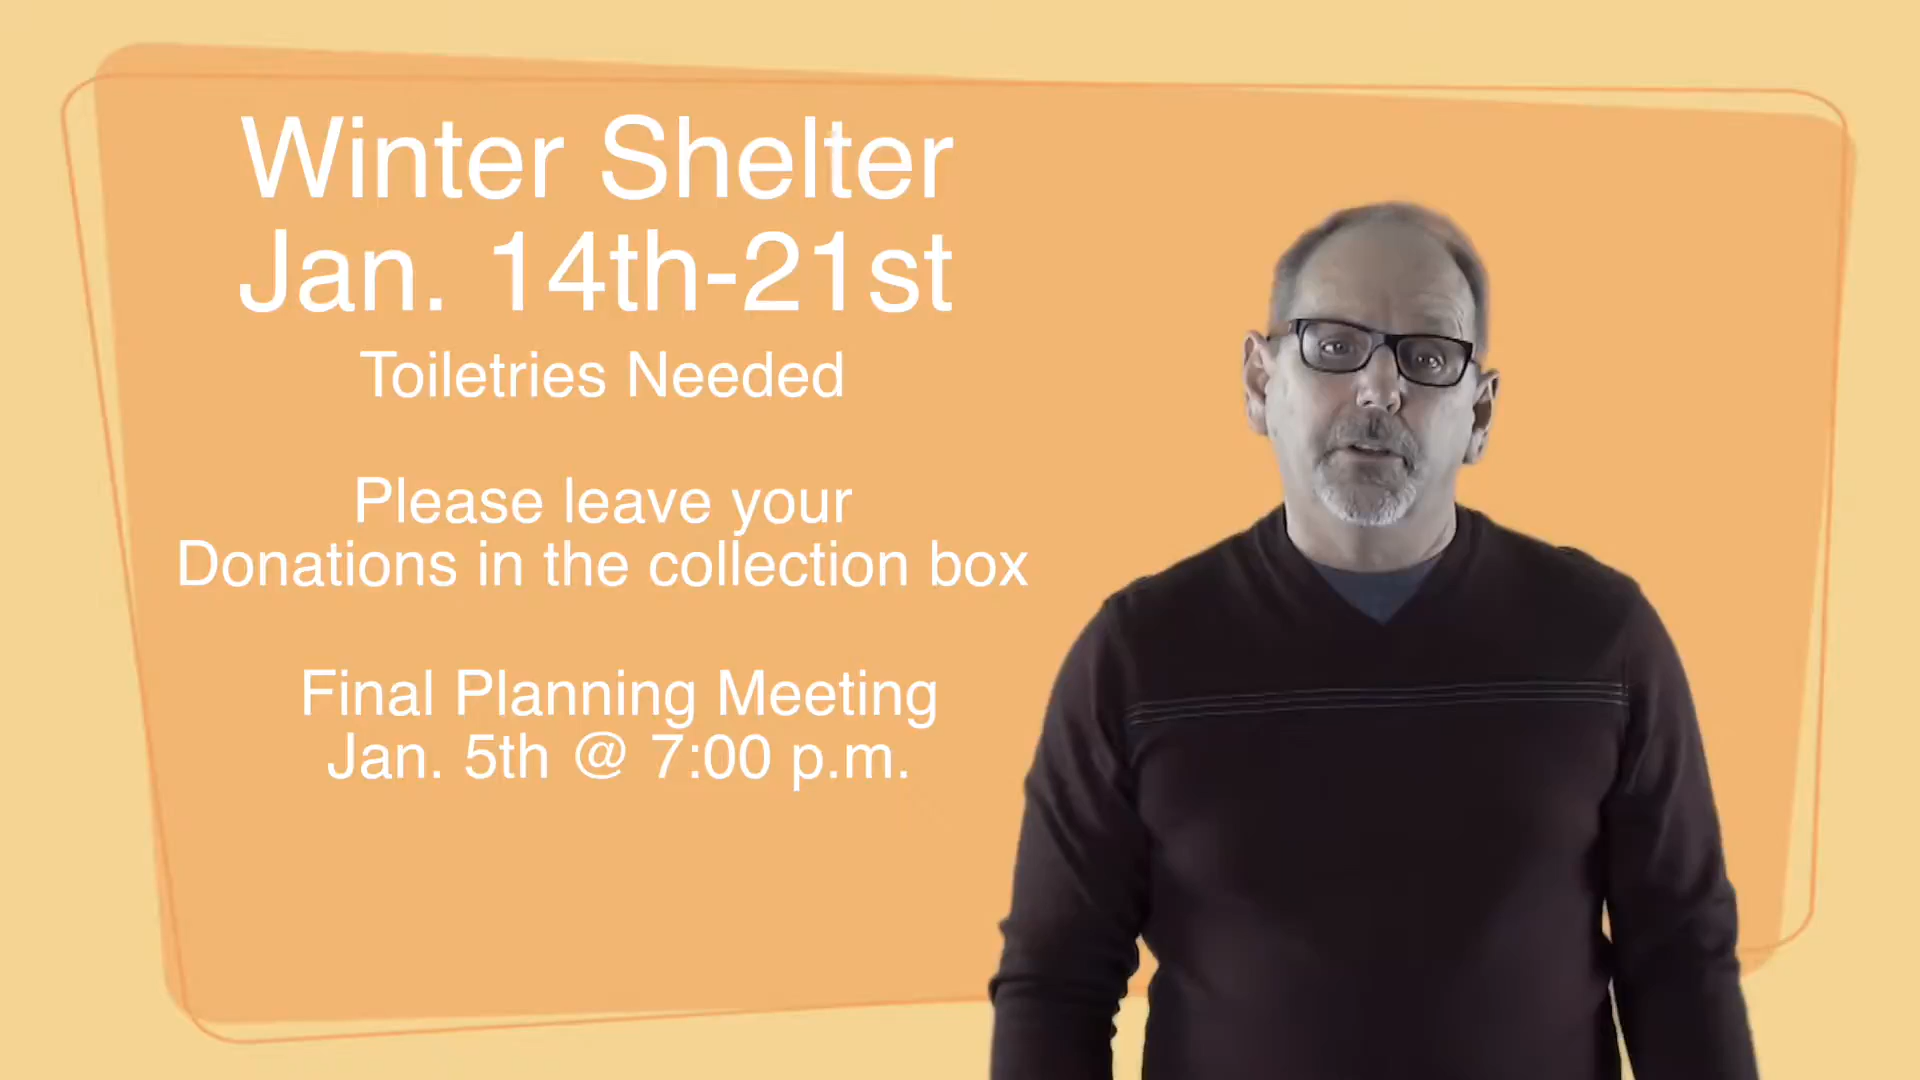 Winter Shelter
Jan. 14th-21st
Toiletries Needed
Please leave your
Donations in the collection box
Final Planning Meeting
Jan. 5th @ 7:00 p.m.